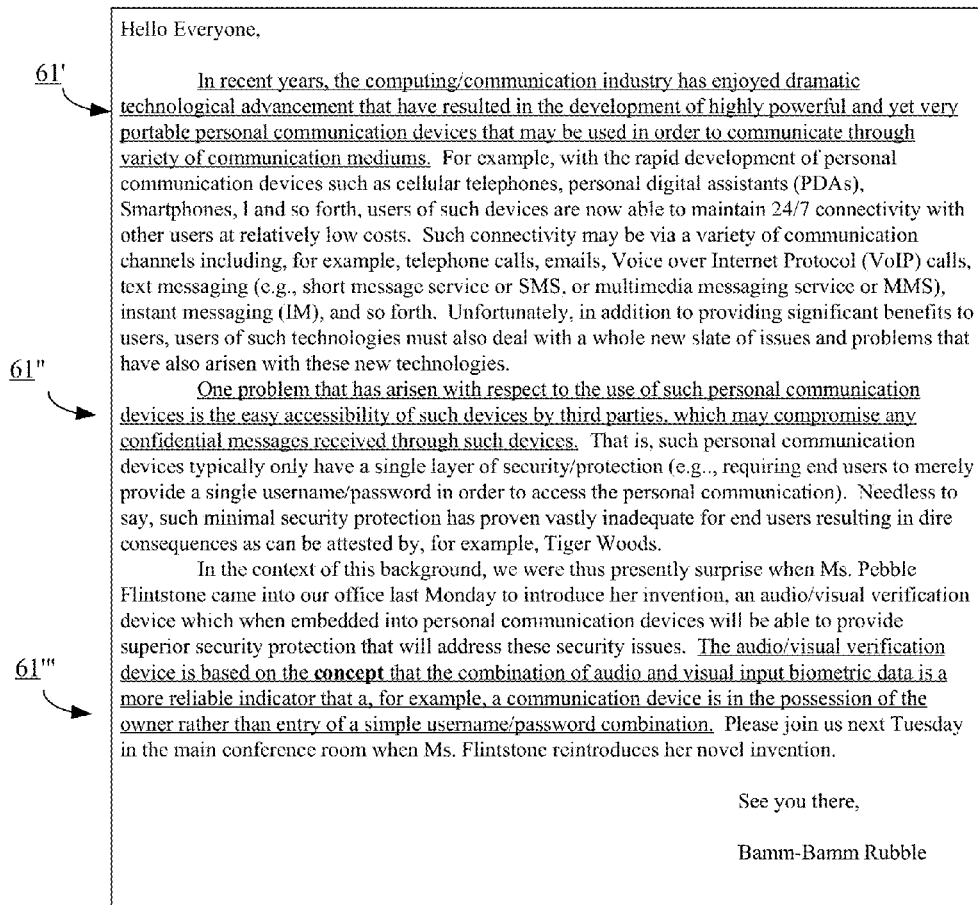 Hello Everyone,
61'
In recent years, the computing/communication industry has enjoyed dramatic
technological advancement that have resulted in the development of highly powerful and yet very
portable personal communication devices that may be used in order to communicate through
variety of communication mediums. For example, with the rapid development of personal
communication devices such as cellular telephones, personal digital assistants (PDAs),
Smartphones, I and so forth, users of such devices are now able to maintain 24/7 connectivity with
other users at relatively low costs. Such connectivity may be via a variety of communication
channels including, for example, telephone calls, emails, Voice over Internet Protocol (VoIP) calls,
text messaging (e.g., short message service or SMS, or multimedia messaging service or MMS),
instant messaging (IM), and so forth. Unfortunately, in addition to providing significant benefits to
users, users of such technologies must also deal with a whole new slate of issues and problems that
have also arisen with these new technologies.
61"
One problem that has arisen with respect to the use of such personal communication
devices is the easy accessibility of such devices by third parties, which may compromise any
confidential messages received through such devices. That is, such personal communication
devices typically only have a single layer of security/protection (e.g.., requiring end users to merely
provide a single username/password in order to access the personal communication). Needless to
say, such minimal security protection has proven vastly inadequate for end users resulting in dire
consequences as can be attested by, for example, Tiger Woods.
In the context of this background, we were thus presently surprise when Ms. Pebble
Flintstone came into our office last Monday to introduce her invention, an audio/visual verification
device which when embedded into personal communication devices will be able to provide
superior security protection that will address these security issues. The audio/visual verification
61'"
device is based on the concept that the combination of audio and visual input biometric data is a
more reliable indicator that a, for example, a communication device is in the possession of the
owner rather than entry of a simple username/password combination. Please join us next Tuesday
in the main conference room when Ms. Flintstone reintroduces her novel invention.
See you there,
Bamm-Bamm Rubble